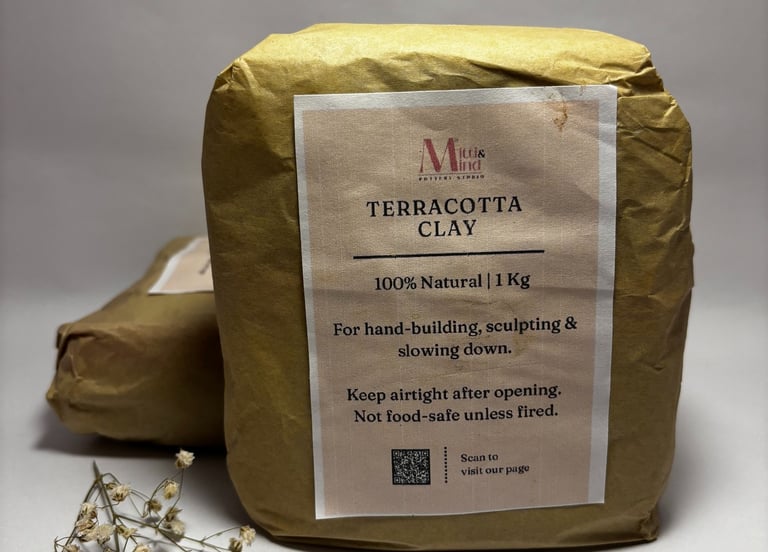 Mitti&
Mind
POTTERY STUDIO
TERRACOTTA
CLAY
100% Natural | 1 Kg
For hand-building, sculpting &
slowing down.
Keep airtight after opening.
Not food-safe unless fired.
Scan to
visit our page